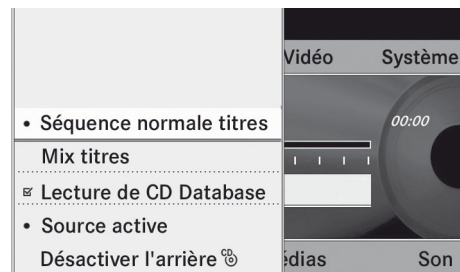 Vidéo Système
• Séquence normale titres
00:00
Mix titres
Lecture de CD Database
• Source active
Désactiver l'arrière CD
édias Son